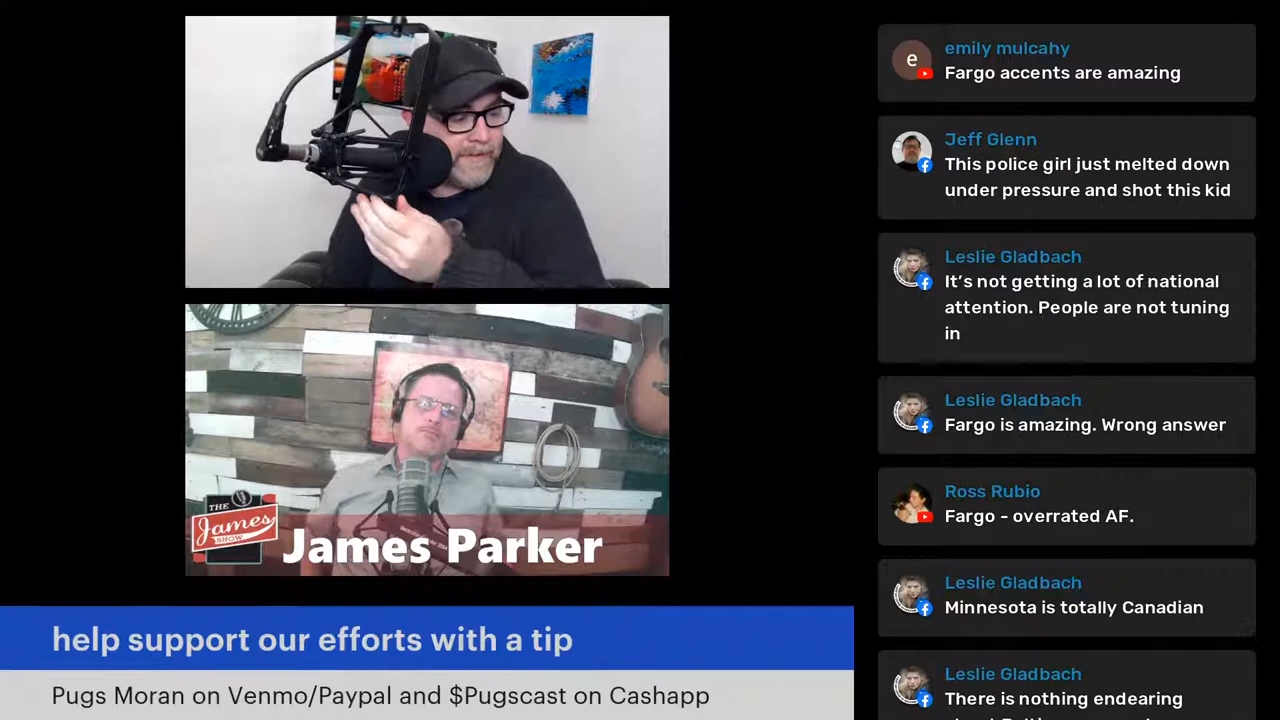 THE
James
SHOW
James Parker
help support our efforts with a tip
Pugs Moran on Venmo/Paypal and $Pugscast on Cashapp
e
emily mulcahy
Fargo accents are amazing
Jeff Glenn
This police girl just melted down
under pressure and shot this kid
Leslie Gladbach
It’s not getting a lot of national
attention. People are not tuning
in
Leslie Gladbach
Fargo is amazing. Wrong answer
Ross Rubio
Fargo - overrated AF.
Leslie Gladbach
Minnesota is totally Canadian
Leslie Gladbach
There is nothing endearing